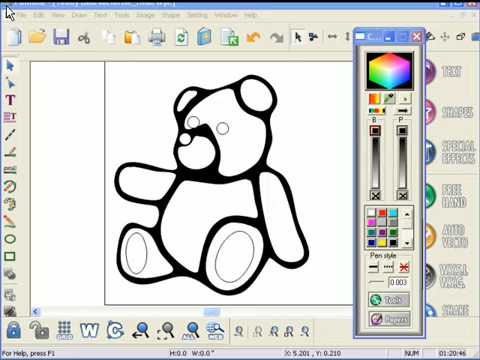 File Edit View Draw Text Tools Image Shape Setting Window Help
C...
TEXT
SHAPES
SPECIAL
EFFECTS
FREE
HAND
AUTO
VECTO
W.Y.S.I.
W.Y.G.
SHARE
B P
Pen style
0.003
Tools
Papers
GRID
W
ALL
WEB
For Help, press F1
H:0.0 W:0.0"
X: 5.201 Y: 0.210
NUM
01:20:46